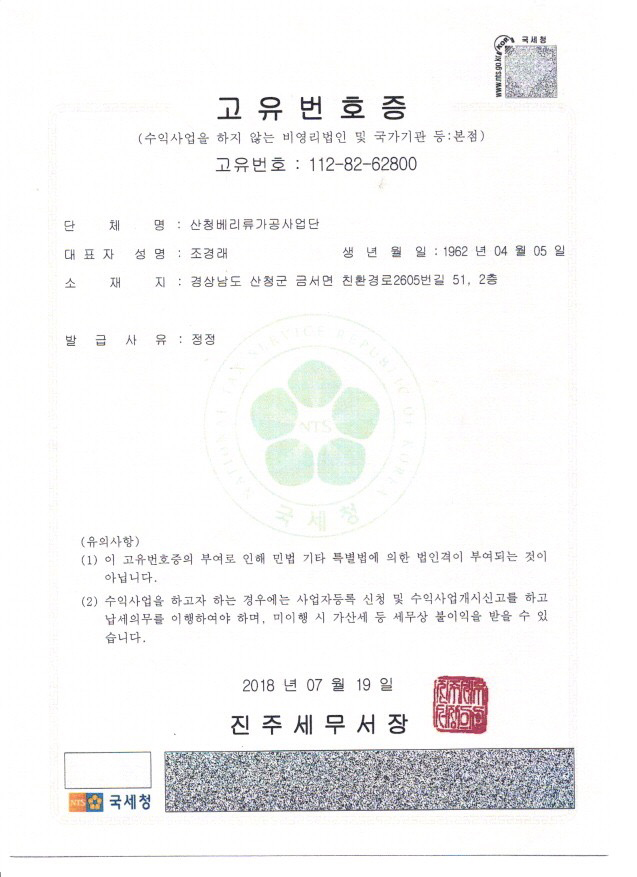 국세청
www.nts.go.kr
고유번호증
(수익사업을 하지 않는 비영리법인 및 국가기관 등:본점)
고유번호 : 112-82-62800
단 체 명 : 산청베리류가공사업단
대표자 성명 : 조경래 생 년 월 일 : 1962 년 04 월 05 일
소 재 지 : 경상남도 산청군 금서면 친환경로2605번길 51, 2층
발 급 사 유 : 정정
NATIONAL TAX SERVICE REPUBLIC OF KOREA
NTS
국세청
(유의사항)
(1) 이 고유번호증의 부여로 인해 민법 기타 특별법에 의한 법인격이 부여되는 것이
아닙니다.
(2) 수익사업을 하고자 하는 경우에는 사업자등록 신청 및 수익사업개시신고를 하고
납세의무를 이행하여야 하며, 미이행 시 가산세 등 세무상 불이익을 받을 수 있
습니다.
2018 년 07 월 19 일
진주세무서장
NTS 국세청